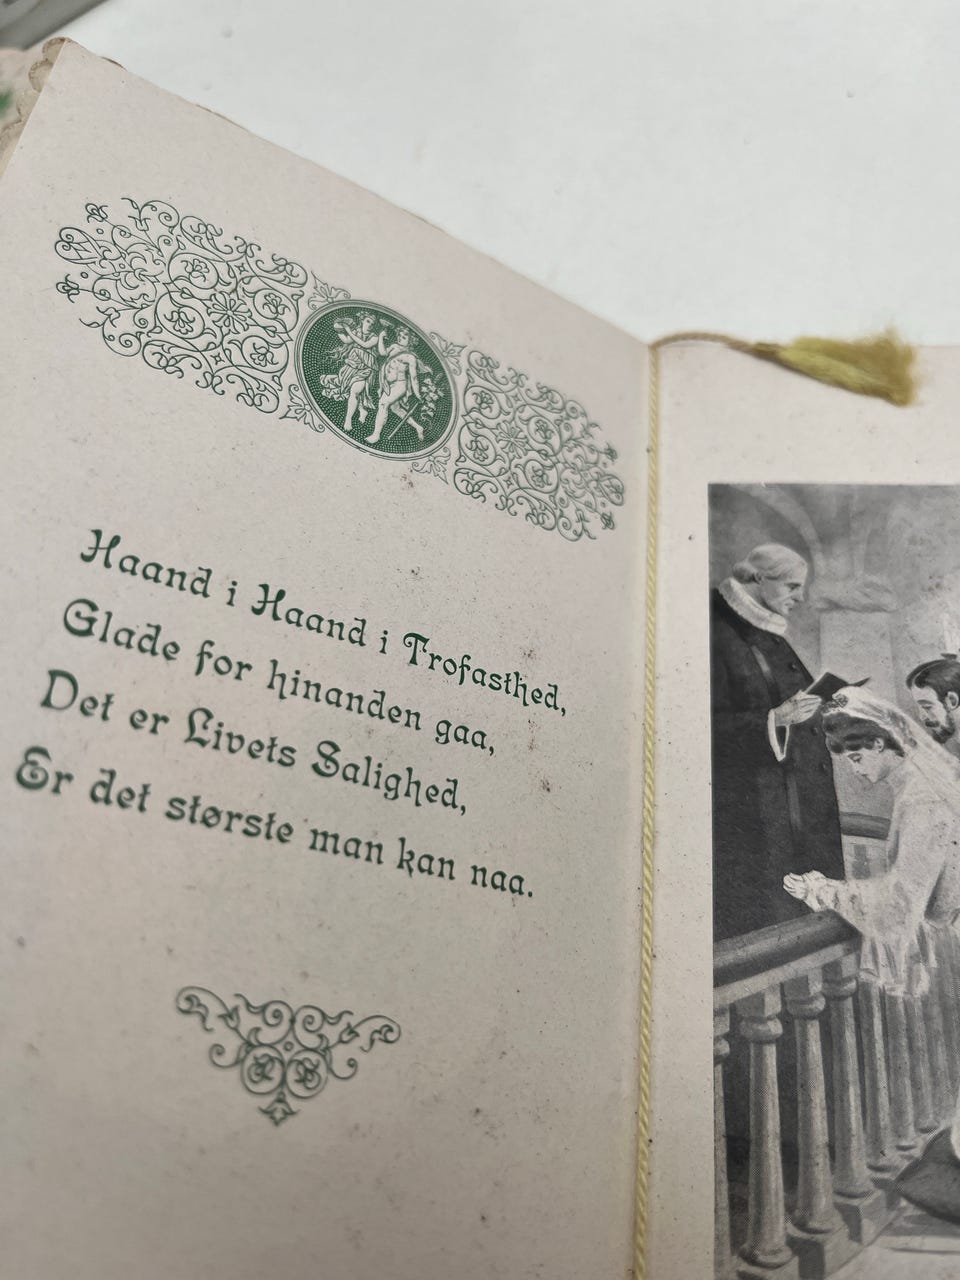 Haand i Haand i Trofasthed,
Glade for hinanden gaa,
Det er Livets Salighed,
Er det største man kan naa.